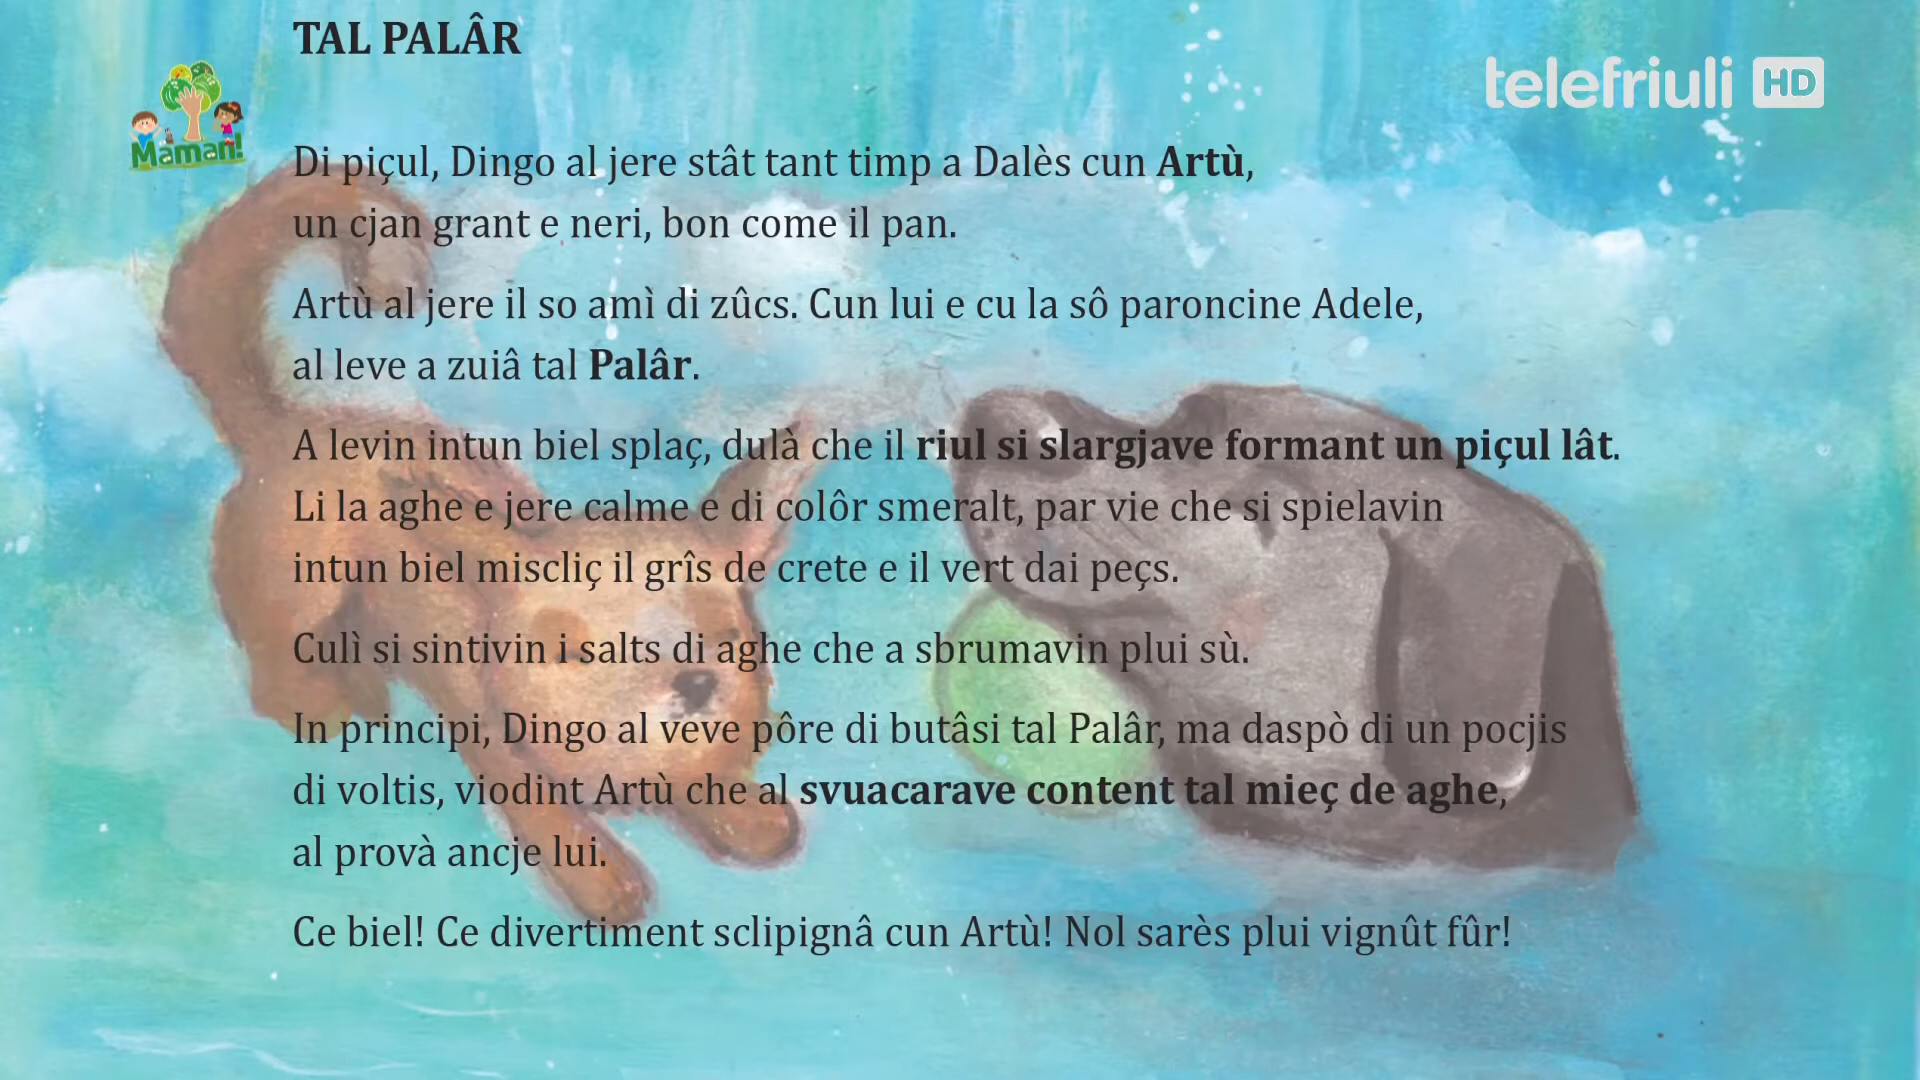 TAL PALÂR
telefriuli HD
Maman!
Di piçul, Dingo al jere stât tant timp a Dalès cun Artù,
un cjan grant e neri, bon come il pan.
Artù al jere il so amì di zûcs. Cun lui e cu la sô paroncine Adele,
al leve a zuiâ tal Palâr.
A levin intun biel splaç, dulà che il riul si slargjave formant un piçul lât.
Li la aghe e jere calme e di colôr smeralt, par vie che si spielavin
intun biel miscliç il grîs de crete e il vert dai peçs.
Culì si sintivin i salts di aghe che a sbrumavin plui sù.
In principi, Dingo al veve pôre di butâsi tal Palâr, ma daspò di un pocjis
di voltis, viodint Artù che al svuacarave content tal mieç de aghe,
al provà ancje lui.
Ce biel! Ce divertiment sclipignâ cun Artù! Nol sarès plui vignût fûr!